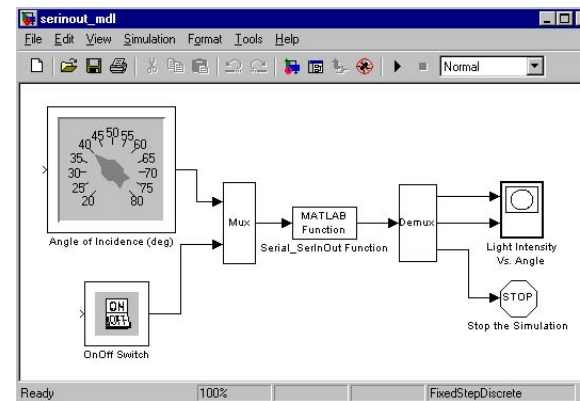 serinout_mdl
File Edit View Simulation Format Tools Help
Normal
20 25 30 35 40 45 50 55 60 65 70 75 80
Angle of Incidence (deg)
ON
OFF
OnOff Switch
Mux
MATLAB
Function
Serial_SerInOut Function
Demux
Light Intensity
Vs. Angle
STOP
Stop the Simulation
Ready 100% FixedStepDiscrete